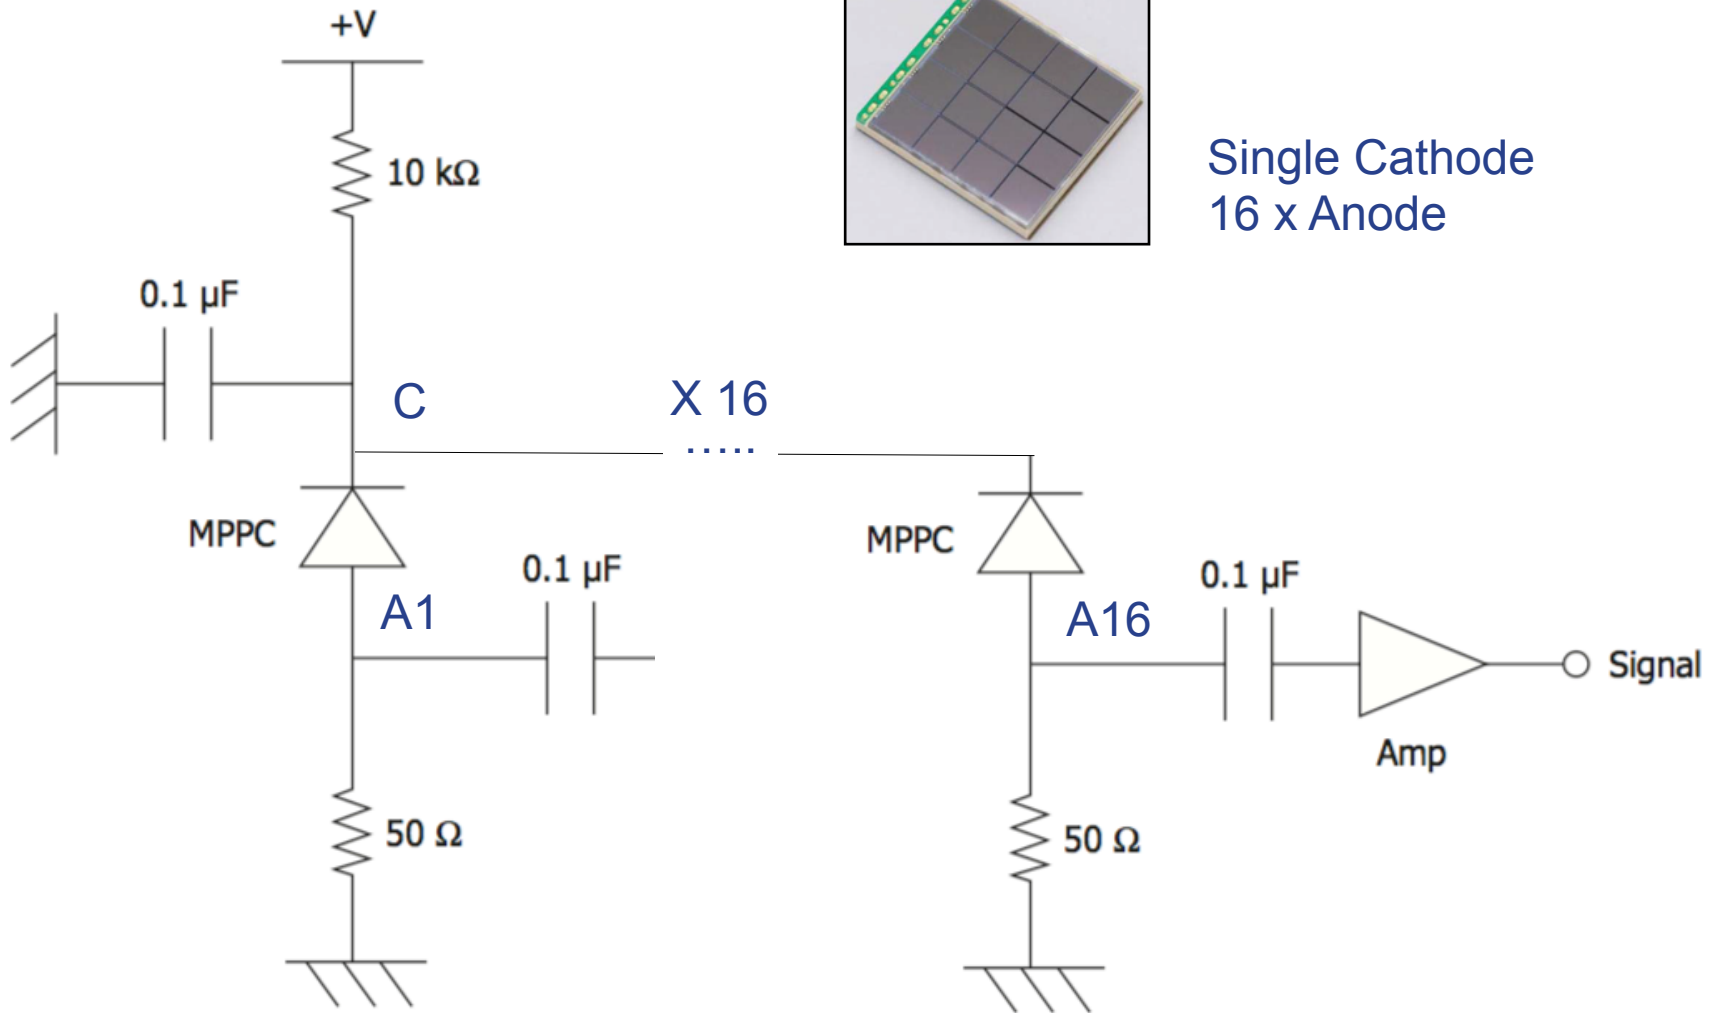 +V
10 kΩ
Single Cathode
16 x Anode
0.1 µF
C
X 16
.....
MPPC
MPPC
0.1 µF
0.1 µF
A1
A16
Signal
Amp
50 Ω
50 Ω